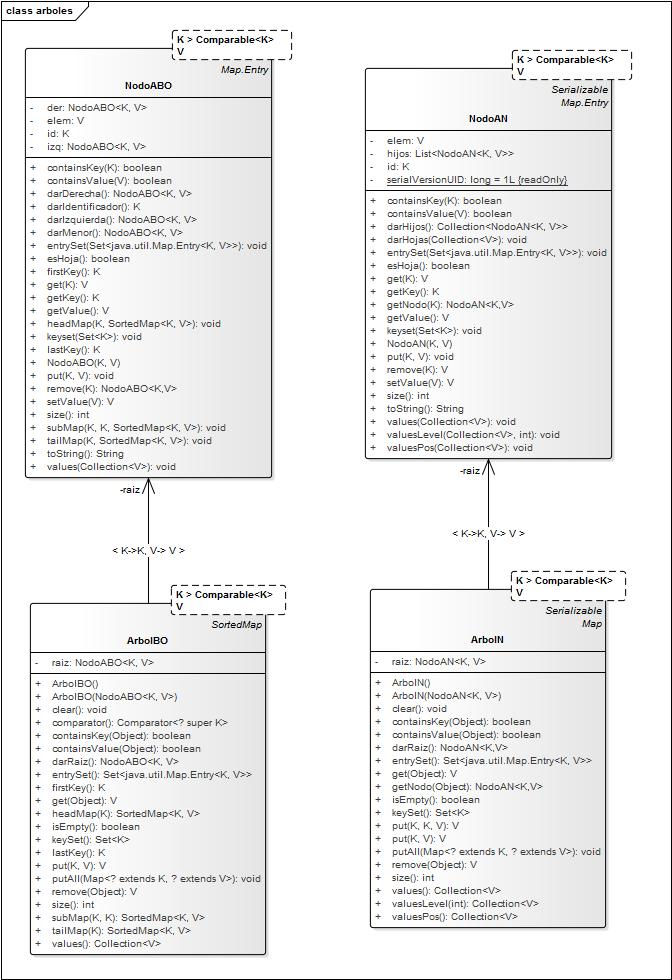 class arboles
K > Comparable<K>
V
Map.Entry
NodoABO
- der: NodoABO<K, V>
- elem: V
- id: K
- izq: NodoABO<K, V>
+ containsKey(K): boolean
+ containsValue(V): boolean
+ darDerecha(): NodoABO<K, V>
+ darIdentificador(): K
+ darIzquierda(): NodoABO<K, V>
+ darMenor(): NodoABO<K, V>
+ entrySet(Set<java.util.Map.Entry<K, V>>): void
+ esHoja(): boolean
+ firstKey(): K
+ get(K): V
+ getKey(): K
+ getValue(): V
+ headMap(K, SortedMap<K, V>): void
+ keyset(Set<K>): void
+ lastKey(): K
+ NodoABO(K, V)
+ put(K, V): void
+ remove(K): NodoABO<K,V>
+ setValue(V): V
+ size(): int
+ subMap(K, K, SortedMap<K, V>): void
+ tailMap(K, SortedMap<K, V>): void
+ toString(): String
+ values(Collection<V>): void
K > Comparable<K>
V
Serializable
Map.Entry
NodoAN
- elem: V
- hijos: List<NodoAN<K, V>>
- id: K
- serialVersionUID: long = 1L {readOnly}
+ containsKey(K): boolean
+ containsValue(V): boolean
+ darHijos(): Collection<NodoAN<K, V>>
+ darHojas(Collection<V>): void
+ entrySet(Set<java.util.Map.Entry<K, V>>): void
+ esHoja(): boolean
+ get(K): V
+ getKey(): K
+ getNodo(K): NodoAN<K,V>
+ getValue(): V
+ keyset(Set<K>): void
+ NodoAN(K, V)
+ put(K, V): void
+ remove(K): V
+ setValue(V): V
+ size(): int
+ toString(): String
+ values(Collection<V>): void
+ valuesLevel(Collection<V>, int): void
+ valuesPos(Collection<V>): void
-raiz
< K->K, V-> V >
-raiz
< K->K, V-> V >
K > Comparable<K>
V
SortedMap
ArbolBO
- raiz: NodoABO<K, V>
+ ArbolBO()
+ ArbolBO(NodoABO<K, V>)
+ clear(): void
+ comparator(): Comparator<? super K>
+ containsKey(Object): boolean
+ containsValue(Object): boolean
+ darRaiz(): NodoABO<K, V>
+ entrySet(): Set<java.util.Map.Entry<K, V>>
+ firstKey(): K
+ get(Object): V
+ headMap(K): SortedMap<K, V>
+ isEmpty(): boolean
+ keySet(): Set<K>
+ lastKey(): K
+ put(K, V): V
+ putAll(Map<? extends K, ? extends V>): void
+ remove(Object): V
+ size(): int
+ subMap(K, K): SortedMap<K, V>
+ tailMap(K): SortedMap<K, V>
+ values(): Collection<V>
K > Comparable<K>
V
Serializable
Map
ArbolN
- raiz: NodoAN<K, V>
+ ArbolN()
+ ArbolN(NodoAN<K, V>)
+ clear(): void
+ containsKey(Object): boolean
+ containsValue(Object): boolean
+ darRaiz(): NodoAN<K,V>
+ entrySet(): Set<java.util.Map.Entry<K, V>>
+ get(Object): V
+ getNodo(Object): NodoAN<K,V>
+ isEmpty(): boolean
+ keySet(): Set<K>
+ put(K, K, V): V
+ put(K, V): V
+ putAll(Map<? extends K, ? extends V>): void
+ remove(Object): V
+ size(): int
+ values(): Collection<V>
+ valuesLevel(int): Collection<V>
+ valuesPos(): Collection<V>